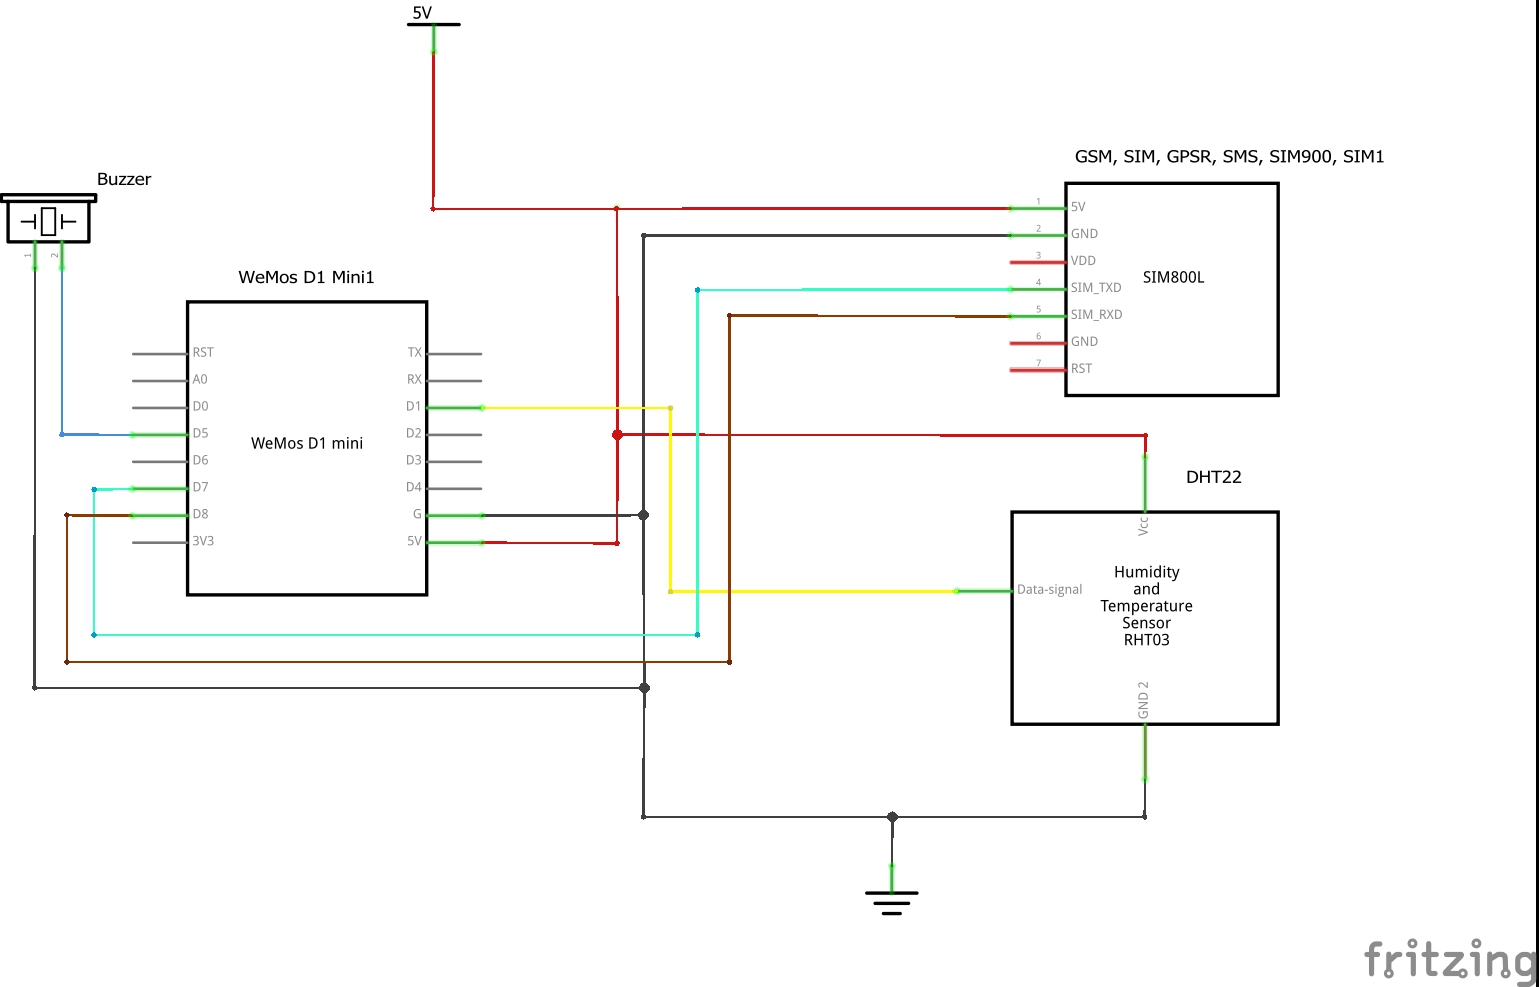 5V
GSM, SIM, GPSR, SMS, SIM900, SIM1
Buzzer
1
2
WeMos D1 Mini1
RST
A0
D0
D5
D6
D7
D8
3V3
WeMos D1 mini
TX
RX
D1
D2
D3
D4
G
5V
1
2
3
4
5
6
7
5V
GND
VDD
SIM_TXD
SIM_RXD
GND
RST
SIM800L
DHT22
Vcc
Data-signal
Humidity
and
Temperature
Sensor
RHT03
GND 2
fritzing